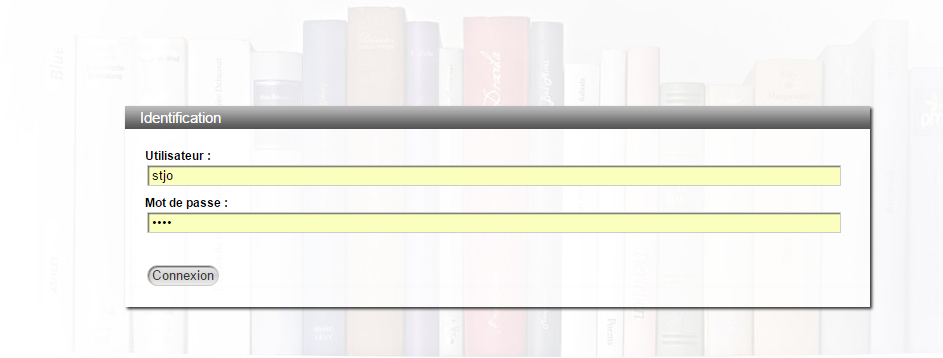 Identification
Utilisateur :
stjo
Mot de passe :
••••
Connexion